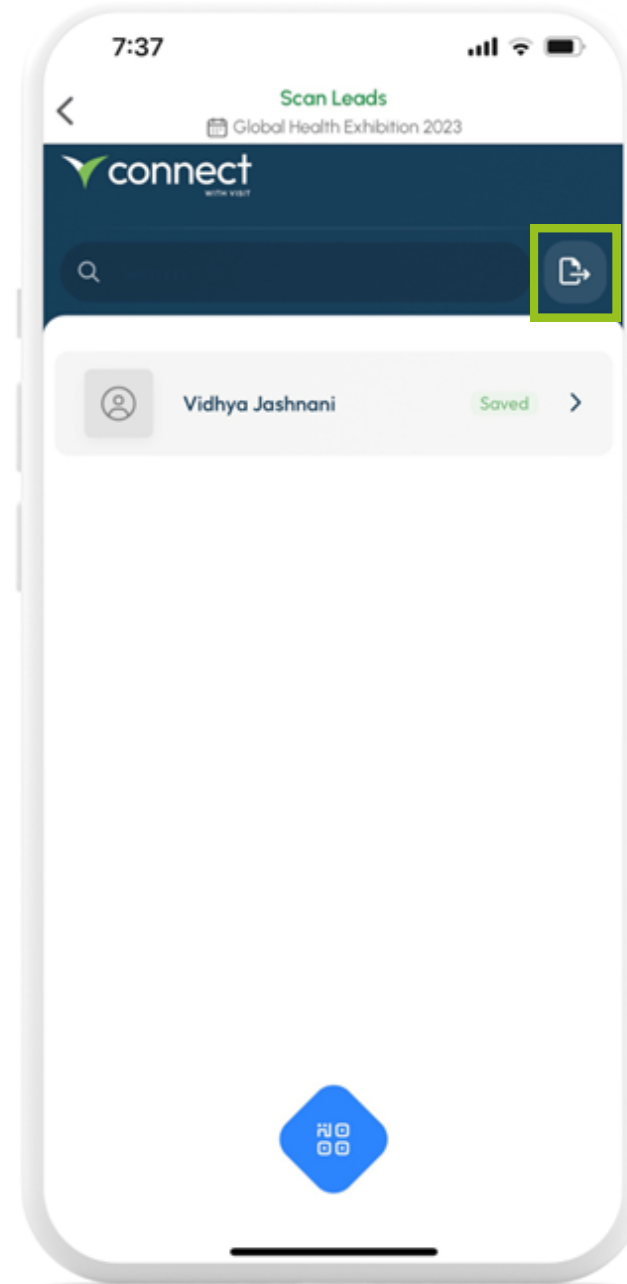 7:37
Scan Leads
Global Health Exhibition 2023
connect
WITH VISIT
Vidhya Jashnani
Saved